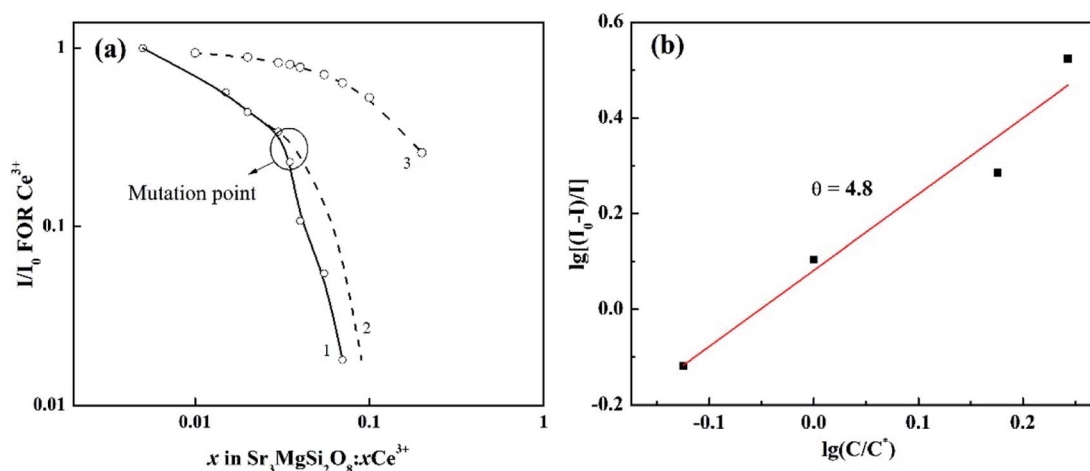 (a)
1
0.1
0.01
I/I₀ FOR Ce³⁺
Mutation point
1
2
3
0.01
0.1
1
x in Sr₃MgSi₂O₈:xCe³⁺
(b)
0.6
0.4
0.2
0.0
-0.2
lg[(I₀-I)/I]
θ = 4.8
-0.1
0.0
0.1
0.2
lg(C/C*)